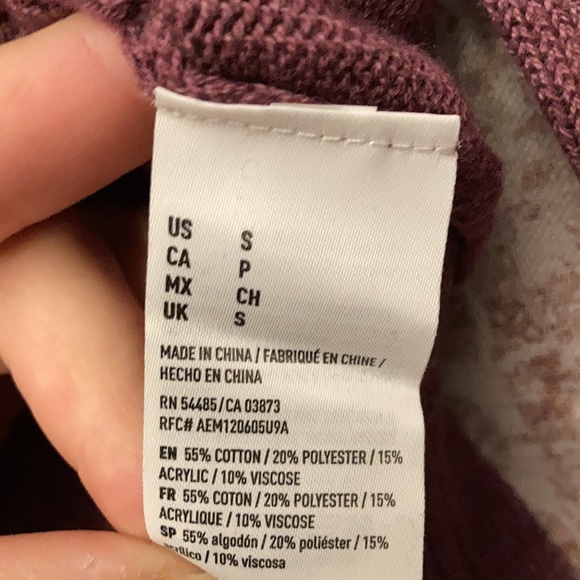 US S
CA P
MX CH
UK S
MADE IN CHINA / FABRIQUÉ EN CHINE /
HECHO EN CHINA
RN 54485/CA 03873
RFC# AEM120605U9A
EN 55% COTTON / 20% POLYESTER / 15%
ACRYLIC / 10% VISCOSE
FR 55% COTON / 20% POLYESTER / 15%
ACRYLIQUE / 10% VISCOSE
SP 55% algodón / 20% poliéster / 15%
acrílico / 10% viscosa